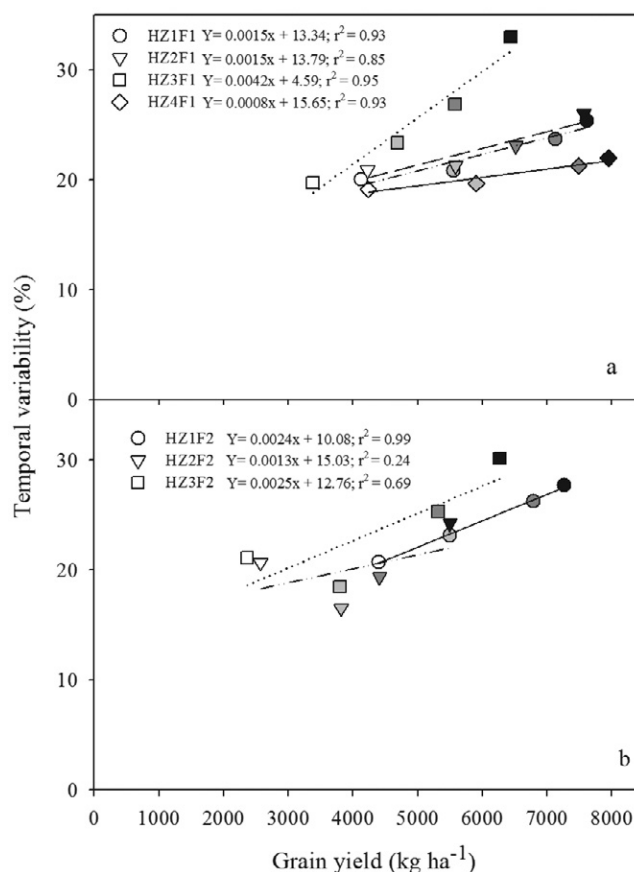 HZ1F1 Y= 0.0015x + 13.34; r² = 0.93
HZ2F1 Y= 0.0015x + 13.79; r² = 0.85
HZ3F1 Y= 0.0042x + 4.59; r² = 0.95
HZ4F1 Y= 0.0008x + 15.65; r² = 0.93
30
20
10
0
a
Temporal variability (%)
HZ1F2 Y= 0.0024x + 10.08; r² = 0.99
HZ2F2 Y= 0.0013x + 15.03; r² = 0.24
HZ3F2 Y= 0.0025x + 12.76; r² = 0.69
30
20
10
0
b
0 1000 2000 3000 4000 5000 6000 7000 8000
Grain yield (kg ha⁻¹)